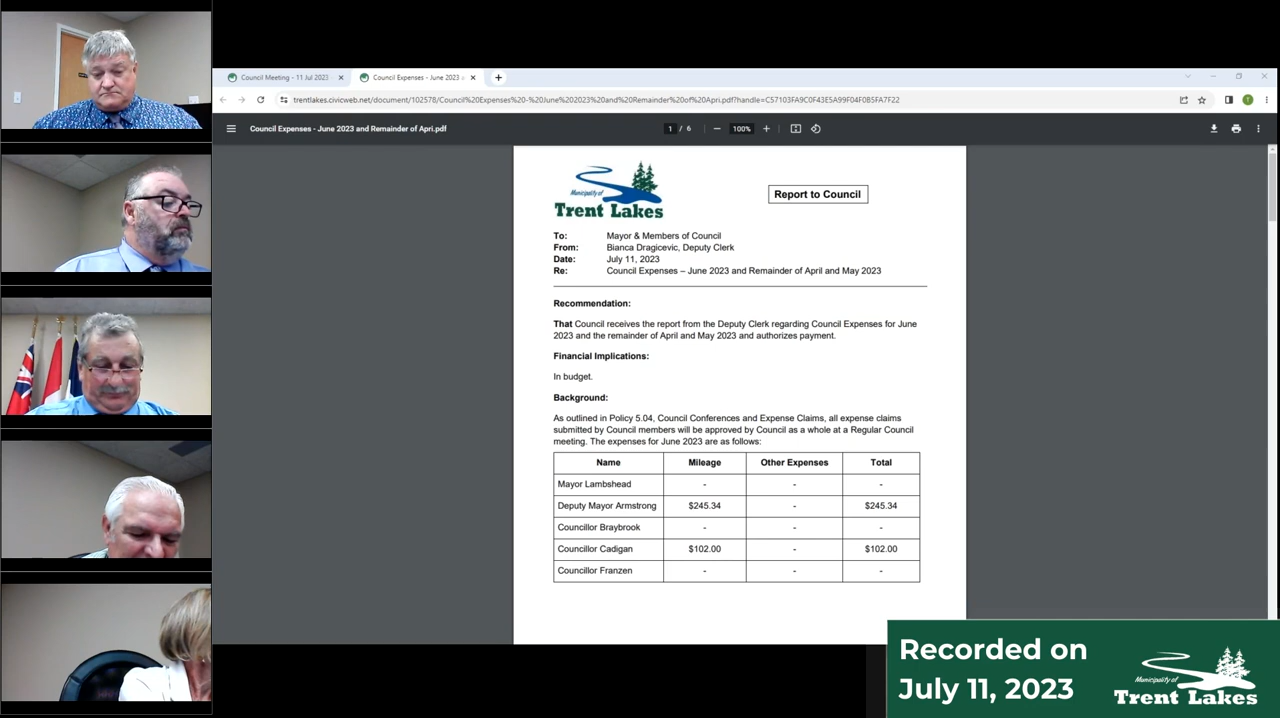 Council Meeting - 11 Jul 2023
Council Expenses - June 2023 a
trentlakes.civicweb.net/document/102578/Council%20Expenses%20-%20June%202023%20and%20Remainder%20of%20Apri.pdf?handle=C57103FA9C0F43E5A99F04F0B5FA7F22
T
Council Expenses - June 2023 and Remainder of Apri.pdf
1 / 6
100%
Municipality of
Trent Lakes
Report to Council
To: Mayor & Members of Council
From: Bianca Dragicevic, Deputy Clerk
Date: July 11, 2023
Re: Council Expenses – June 2023 and Remainder of April and May 2023
Recommendation:
That Council receives the report from the Deputy Clerk regarding Council Expenses for June
2023 and the remainder of April and May 2023 and authorizes payment.
Financial Implications:
In budget.
Background:
As outlined in Policy 5.04, Council Conferences and Expense Claims, all expense claims
submitted by Council members will be approved by Council as a whole at a Regular Council
meeting. The expenses for June 2023 are as follows:
Name Mileage Other Expenses Total
Mayor Lambshead - - -
Deputy Mayor Armstrong $245.34 - $245.34
Councillor Braybrook - - -
Councillor Cadigan $102.00 - $102.00
Councillor Franzen - - -
Recorded on
July 11, 2023
Municipality of
Trent Lakes